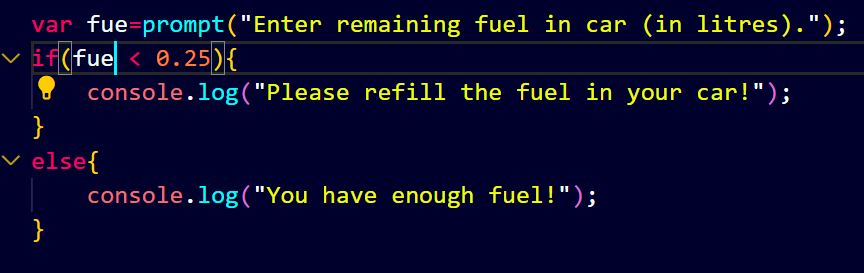 var fue=prompt("Enter remaining fuel in car (in litres).");
if(fue < 0.25){
    console.log("Please refill the fuel in your car!");
}
else{
    console.log("You have enough fuel!");
}